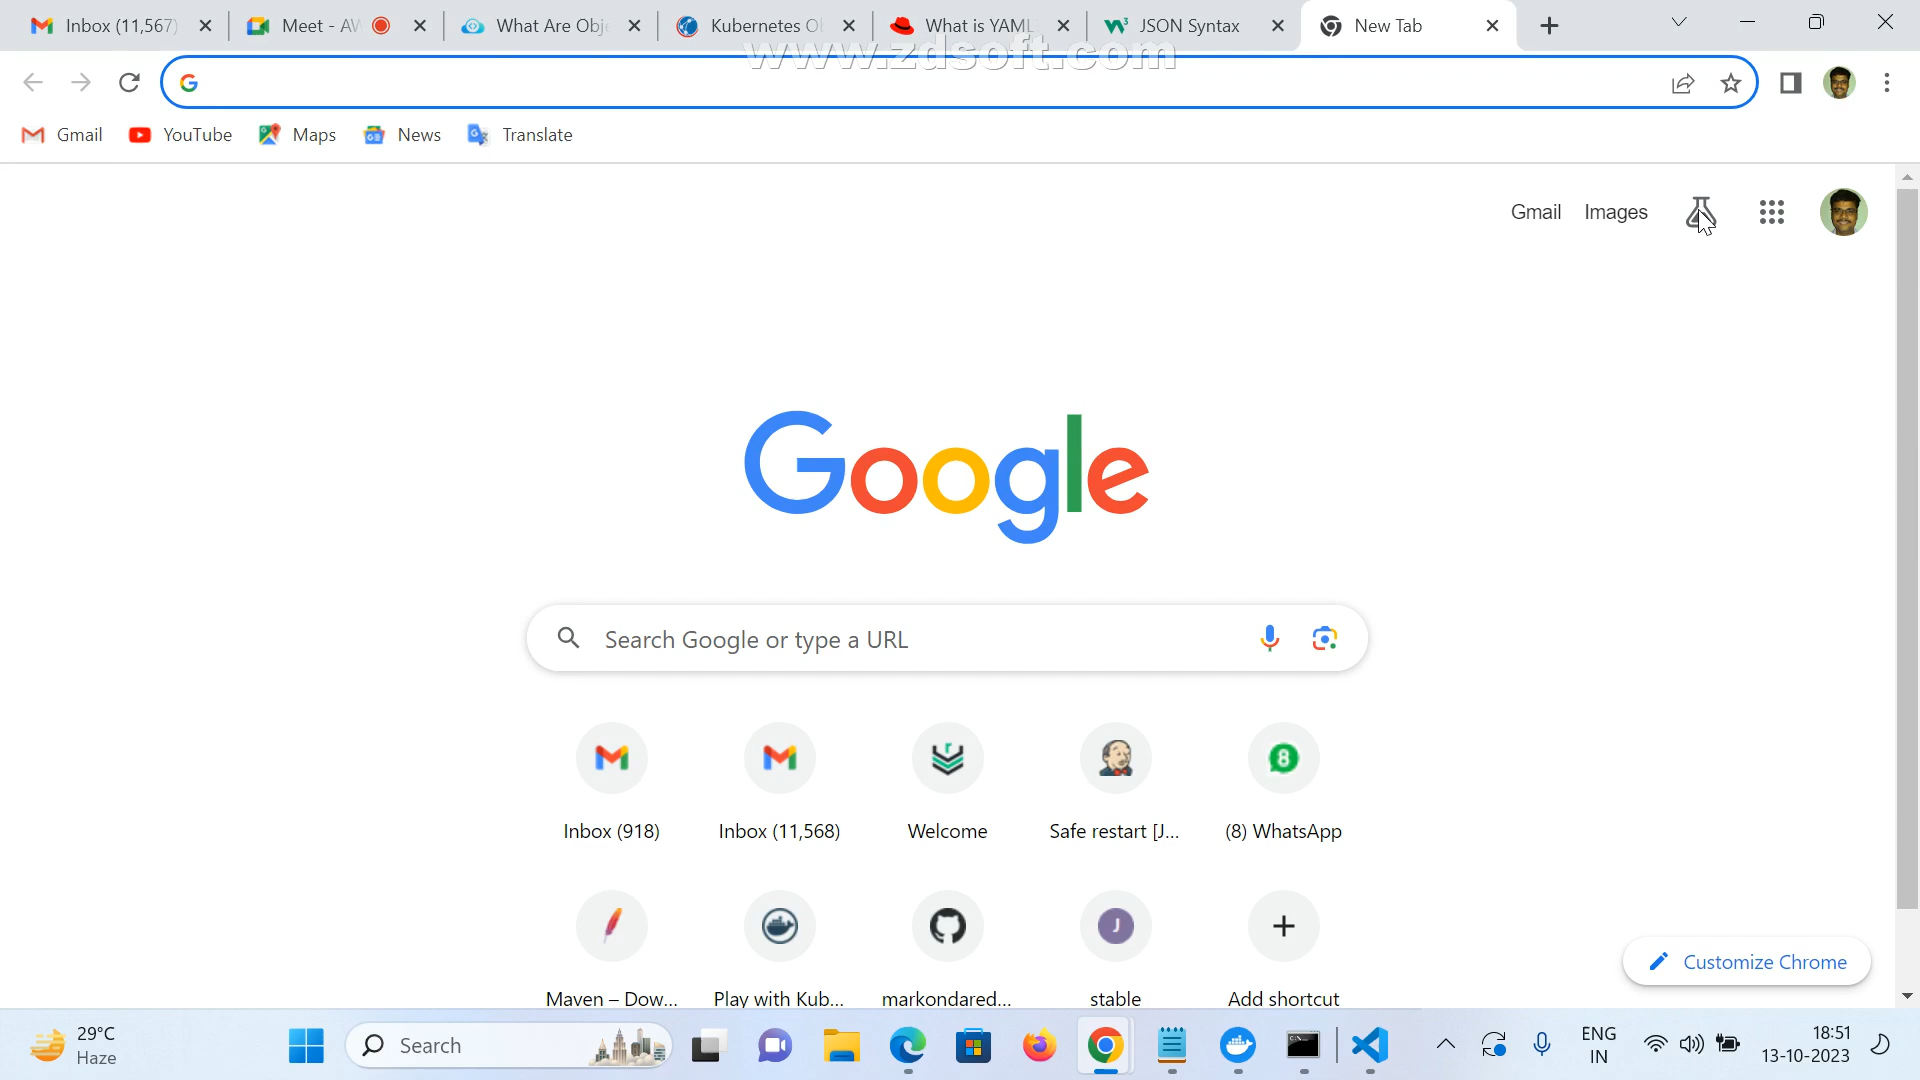 Inbox (11,567)
Meet - AW
What Are Obje
Kubernetes Ob
What is YAML
JSON Syntax
New Tab
www.zdsoft.com
Gmail
YouTube
Maps
News
Translate
Gmail
Images
Google
Search Google or type a URL
Inbox (918)
Inbox (11,568)
Welcome
Safe restart [J...
(8) WhatsApp
Maven – Dow...
Play with Kub...
markondared...
stable
Add shortcut
Customize Chrome
29°C
Haze
Search
ENG
IN
18:51
13-10-2023